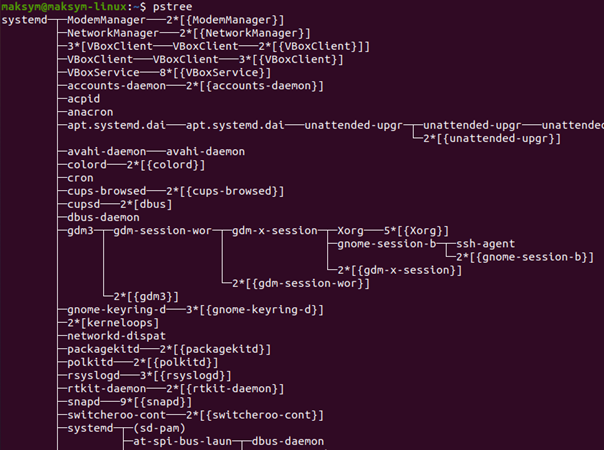 maksym@maksym-linux:~$ pstree
systemd─┬─ModemManager───2*[{ModemManager}]
        ├─NetworkManager───2*[{NetworkManager}]
        ├─3*[VBoxClient───VBoxClient───2*[{VBoxClient}]]
        ├─VBoxClient───VBoxClient───3*[{VBoxClient}]
        ├─VBoxService───8*[{VBoxService}]
        ├─accounts-daemon───2*[{accounts-daemon}]
        ├─acpid
        ├─anacron
        ├─apt.systemd.dai───apt.systemd.dai───unattended-upgr─┬─unattended-upgr───unattended
        │                                                     └─2*[{unattended-upgr}]
        ├─avahi-daemon───avahi-daemon
        ├─colord───2*[{colord}]
        ├─cron
        ├─cups-browsed───2*[{cups-browsed}]
        ├─cupsd───2*[dbus]
        ├─dbus-daemon
        ├─gdm3─┬─gdm-session-wor─┬─gdm-x-session─┬─Xorg───5*[{Xorg}]
        │      │                 │               ├─gnome-session-b─┬─ssh-agent
        │      │                 │               │                 └─2*[{gnome-session-b}]
        │      │                 │               └─2*[{gdm-x-session}]
        │      │                 └─2*[{gdm-session-wor}]
        │      └─2*[{gdm3}]
        ├─gnome-keyring-d───3*[{gnome-keyring-d}]
        ├─2*[kerneloops]
        ├─networkd-dispat
        ├─packagekitd───2*[{packagekitd}]
        ├─polkitd───2*[{polkitd}]
        ├─rsyslogd───3*[{rsyslogd}]
        ├─rtkit-daemon───2*[{rtkit-daemon}]
        ├─snapd───9*[{snapd}]
        ├─switcheroo-cont───2*[{switcheroo-cont}]
        ├─systemd─┬─(sd-pam)
        │         ├─at-spi-bus-laun─┬─dbus-daemon